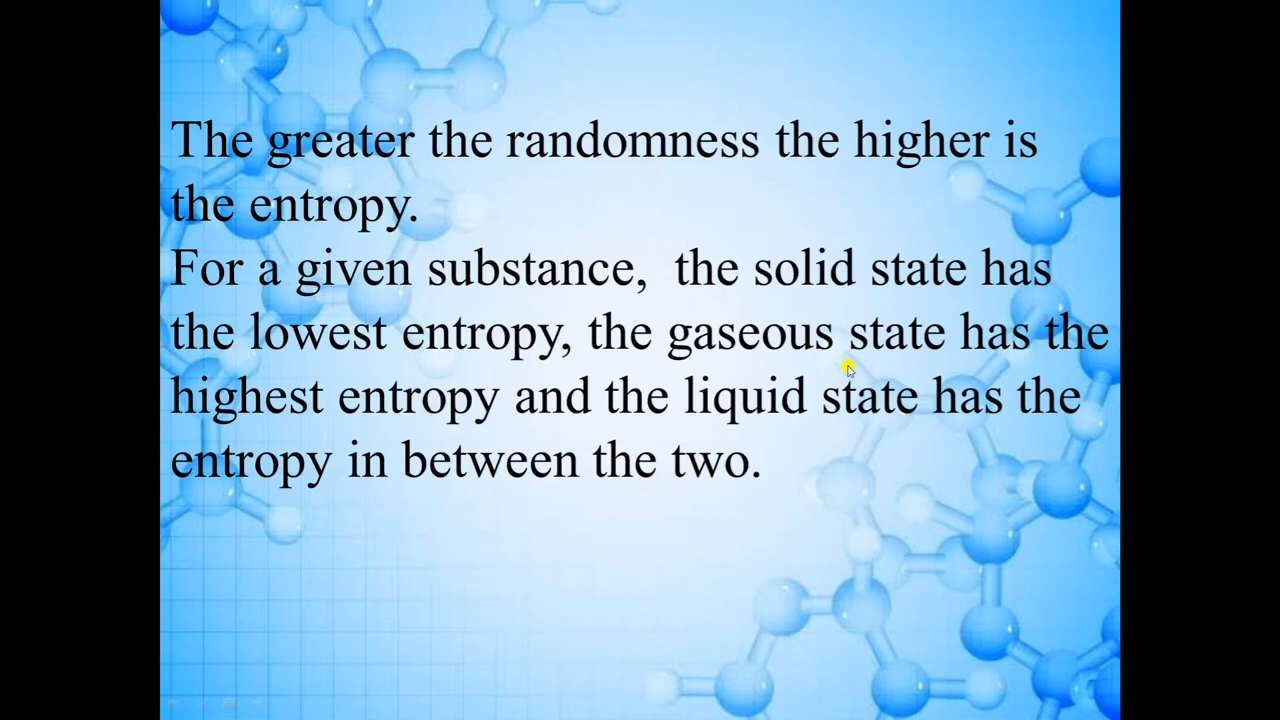 The greater the randomness the higher is
the entropy.
For a given substance,  the solid state has
the lowest entropy, the gaseous state has the
highest entropy and the liquid state has the
entropy in between the two.